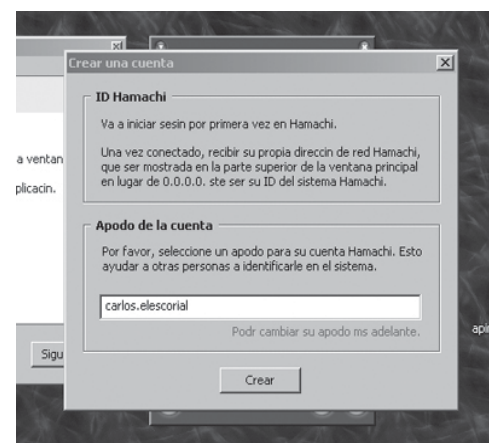 Crear una cuenta
ID Hamachi
Va a iniciar sesin por primera vez en Hamachi.
Una vez conectado, recibir su propia direccin de red Hamachi,
que ser mostrada en la parte superior de la ventana principal
en lugar de 0.0.0.0. ste ser su ID del sistema Hamachi.
a ventan
plicacin.
Apodo de la cuenta
Por favor, seleccione un apodo para su cuenta Hamachi. Esto
ayudar a otras personas a identificarle en el sistema.
carlos.elescorial
Podr cambiar su apodo ms adelante.
Sigu
Crear